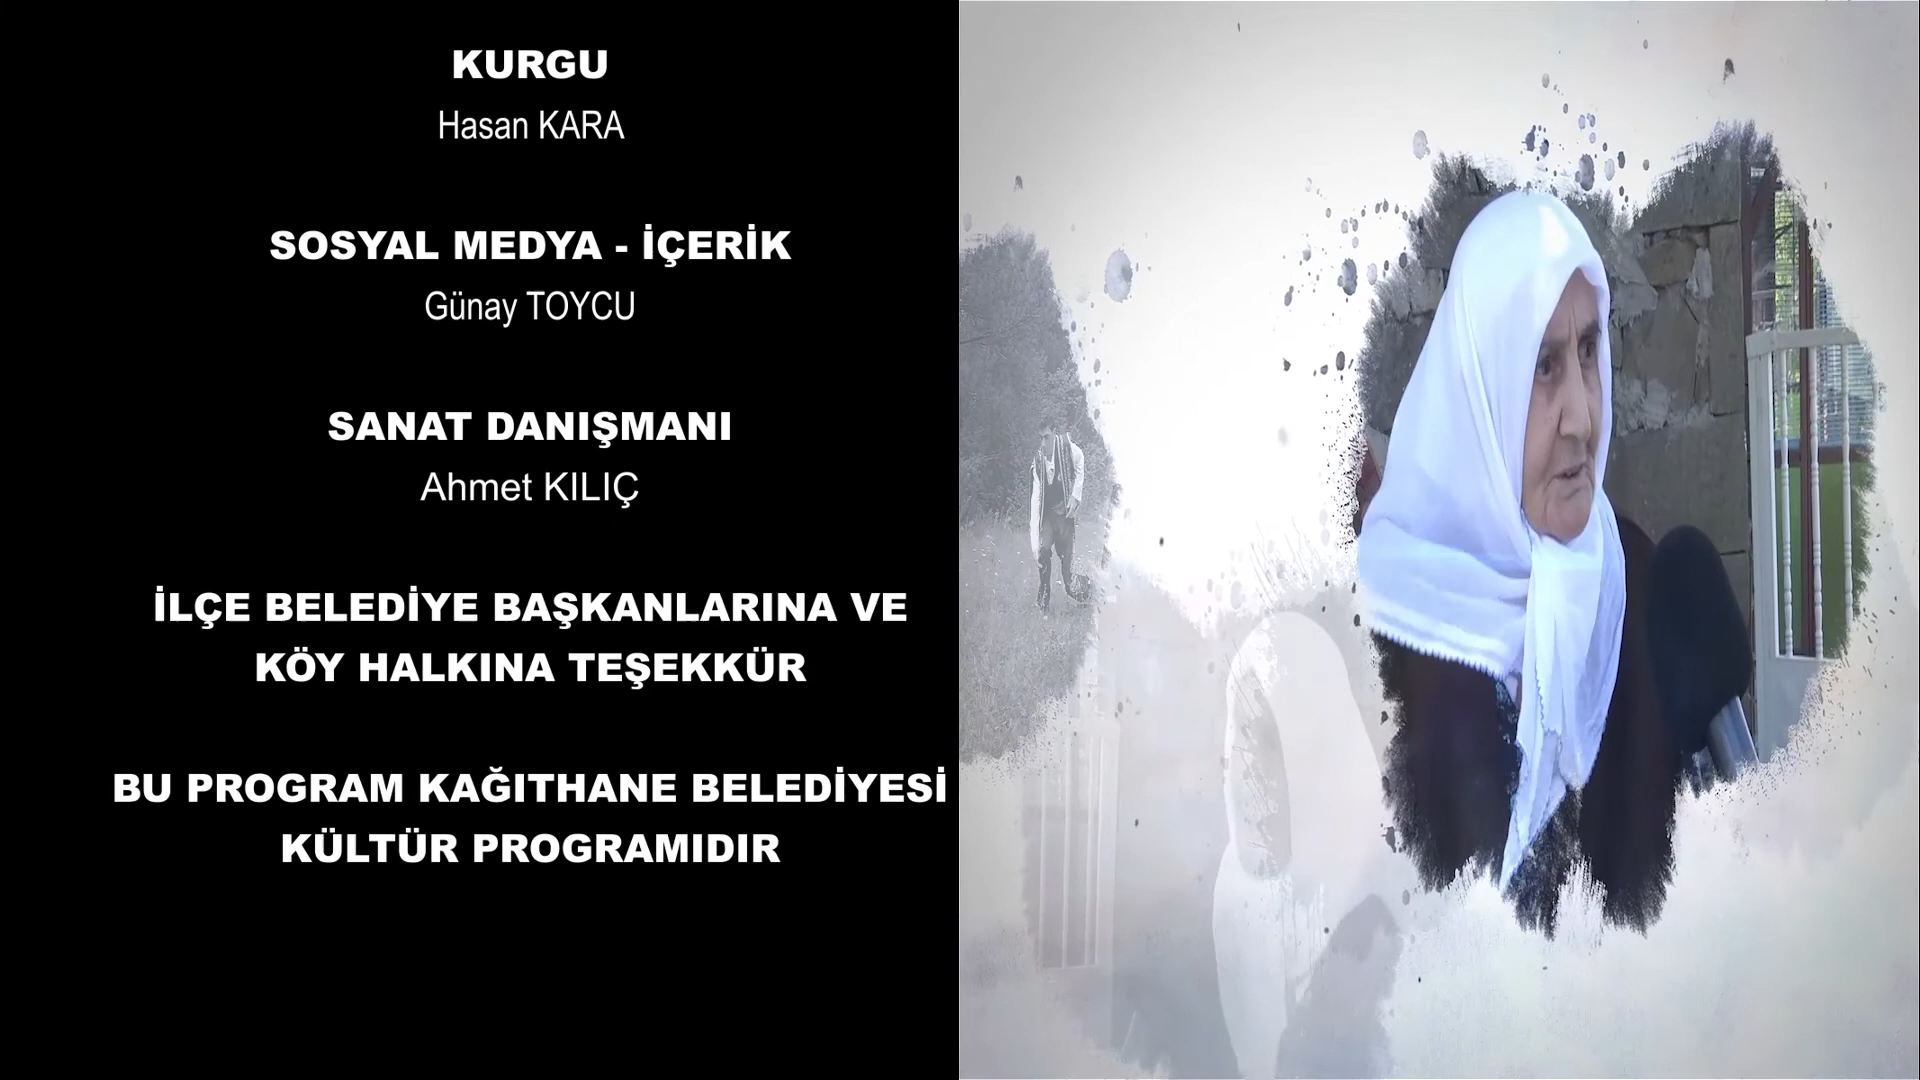 KURGU
Hasan KARA
SOSYAL MEDYA - İÇERİK
Günay TOYCU
SANAT DANIŞMANI
Ahmet KILIÇ
İLÇE BELEDİYE BAŞKANLARINA VE
KÖY HALKINA TEŞEKKÜR
BU PROGRAM KAĞITHANE BELEDİYESİ
KÜLTÜR PROGRAMIDIR